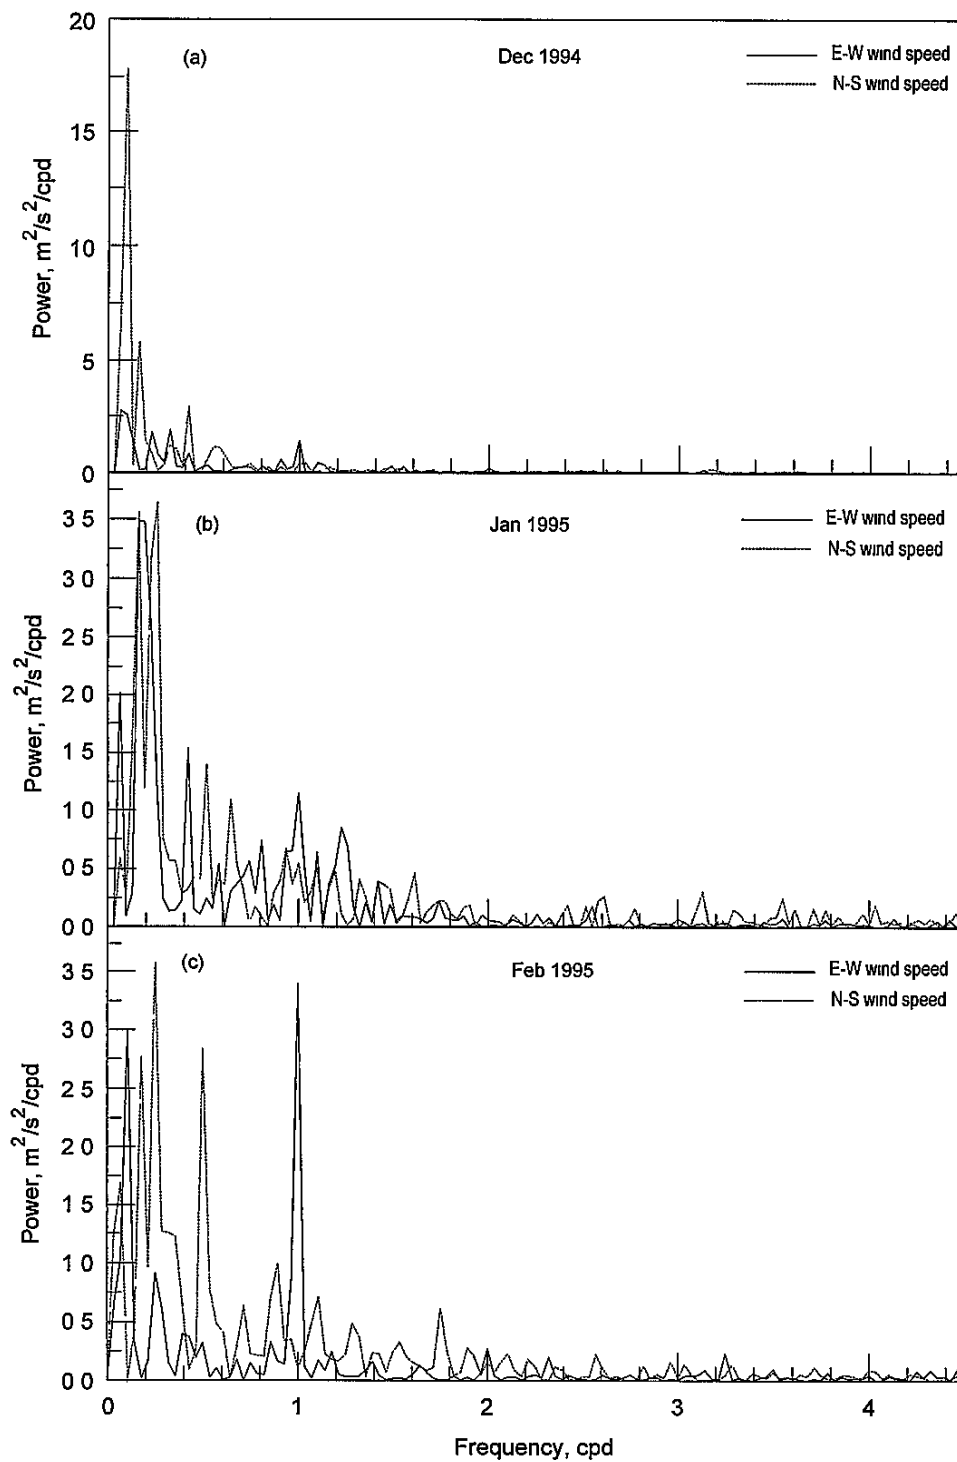 20
(a)
Dec 1994
E-W wind speed
N-S wind speed
15
10
5
0
Power, m²/s²/cpd
3 5
(b)
Jan 1995
E-W wind speed
N-S wind speed
3 0
2 5
2 0
1 5
1 0
0 5
0 0
Power, m²/s²/cpd
3 5
(c)
Feb 1995
E-W wind speed
N-S wind speed
3 0
2 5
2 0
1 5
1 0
0 5
0 0
Power, m²/s²/cpd
0 1 2 3 4
Frequency, cpd